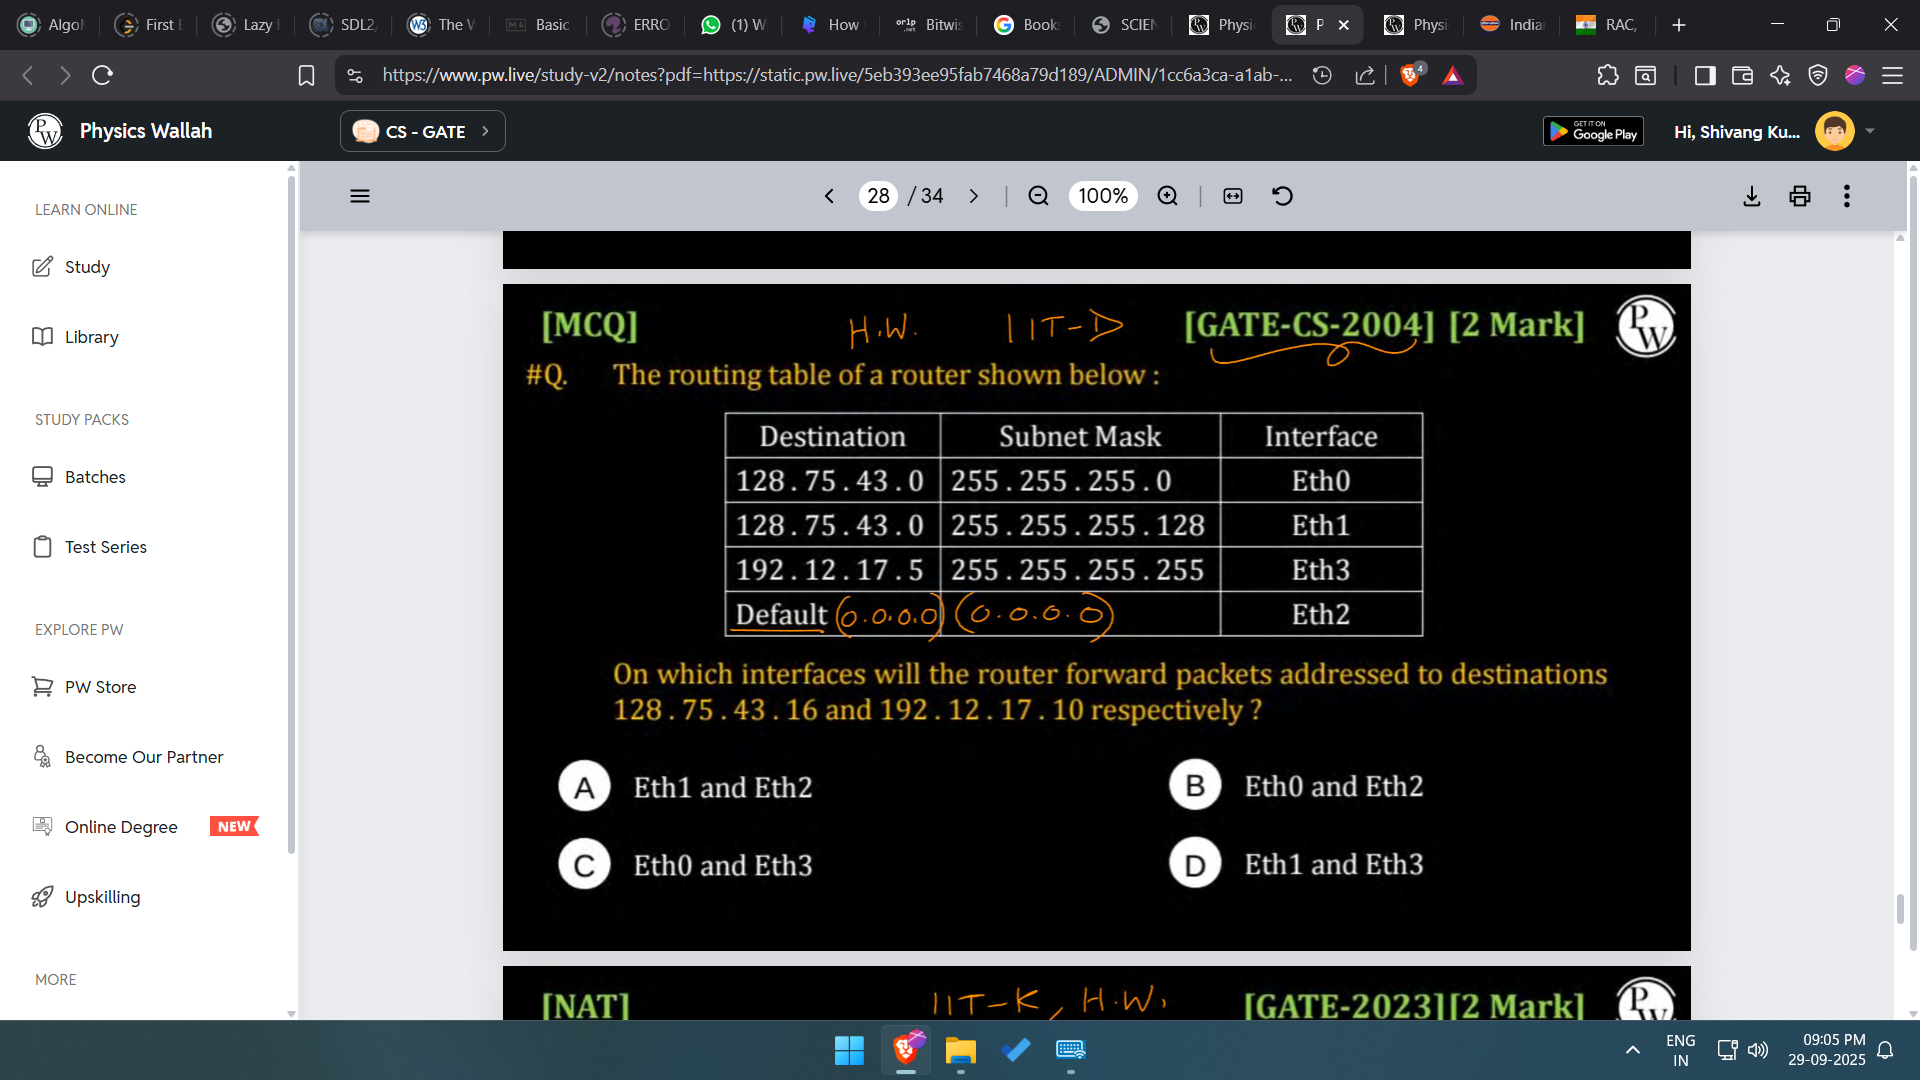 Algo
First
Lazy
SDL2
The
Basic
ERRO
(1) W
How
Bitwis
Book
SCIEN
Physi
P
Physi
India
RAC,
https://www.pw.live/study-v2/notes?pdf=https://static.pw.live/5eb393ee95fab7468a79d189/ADMIN/1cc6a3ca-a1ab-...
4
Physics Wallah
CS - GATE
GET IT ON
Google Play
Hi, Shivang Ku...
LEARN ONLINE
Study
Library
STUDY PACKS
Batches
Test Series
EXPLORE PW
PW Store
Become Our Partner
Online Degree NEW
Upskilling
MORE
28 / 34
100%
[MCQ] H.W. IIT-D [GATE-CS-2004] [2 Mark]
PW
#Q. The routing table of a router shown below :
Destination Subnet Mask Interface
128 . 75 . 43 . 0 255 . 255 . 255 . 0 Eth0
128 . 75 . 43 . 0 255 . 255 . 255 . 128 Eth1
192 . 12 . 17 . 5 255 . 255 . 255 . 255 Eth3
Default (0.0.0.0) (0.0.0.0) Eth2
On which interfaces will the router forward packets addressed to destinations
128 . 75 . 43 . 16 and 192 . 12 . 17 . 10 respectively ?
A Eth1 and Eth2
B Eth0 and Eth2
C Eth0 and Eth3
D Eth1 and Eth3
[NAT] IIT-K, H.W. [GATE-2023][2 Mark]
PW
ENG
IN
09:05 PM
29-09-2025